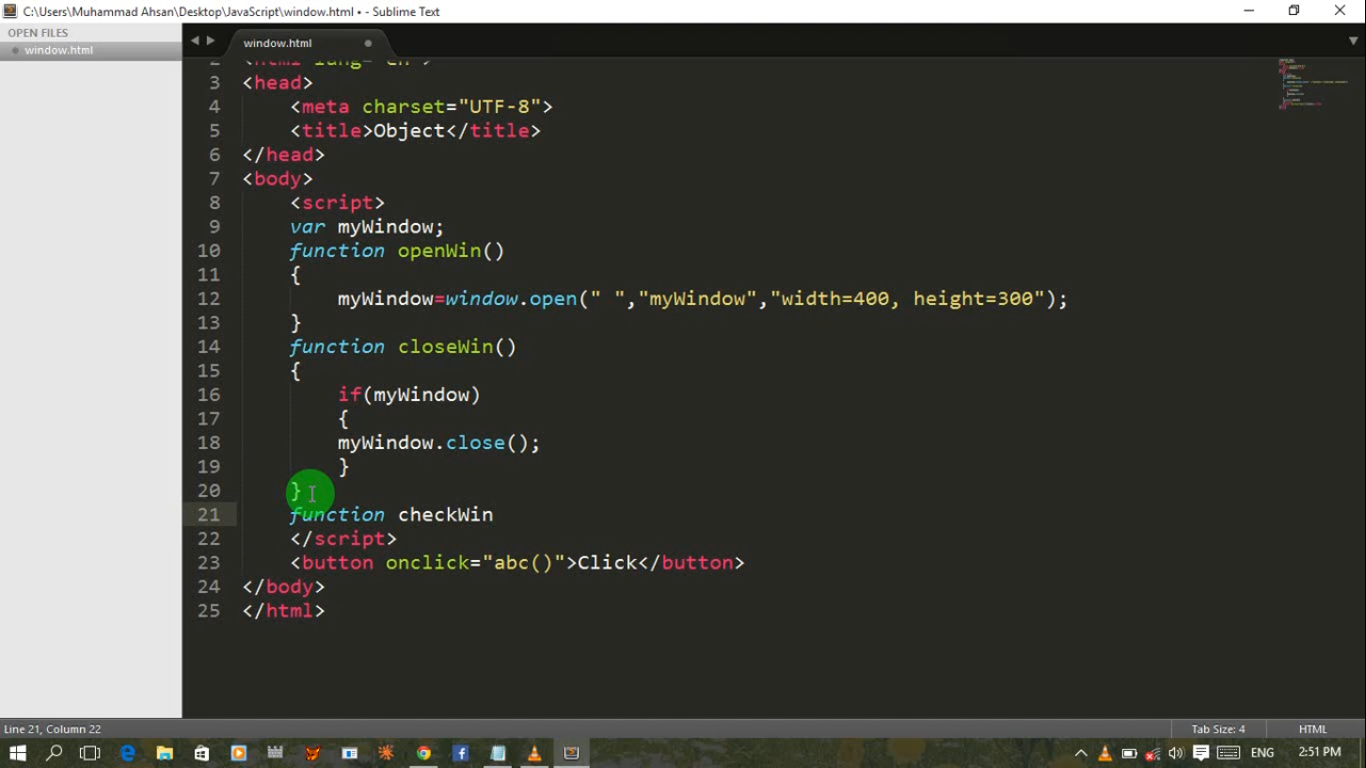 C:\Users\Muhammad Ahsan\Desktop\JavaScript\window.html • - Sublime Text
OPEN FILES
window.html
window.html
2 <html lang="en">
3 <head>
4 <meta charset="UTF-8">
5 <title>Object</title>
6 </head>
7 <body>
8 <script>
9 var myWindow;
10 function openWin()
11 {
12 myWindow=window.open(" ","myWindow","width=400, height=300");
13 }
14 function closeWin()
15 {
16 if(myWindow)
17 {
18 myWindow.close();
19 }
20 }
21 function checkWin
22 </script>
23 <button onclick="abc()">Click</button>
24 </body>
25 </html>
Line 21, Column 22
Tab Size: 4
HTML
ENG
2:51 PM